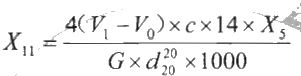 X₁₁ = 4(V₁ − V₀) × c × 14 × X₅ / G × d₂₀²⁰ × 1000